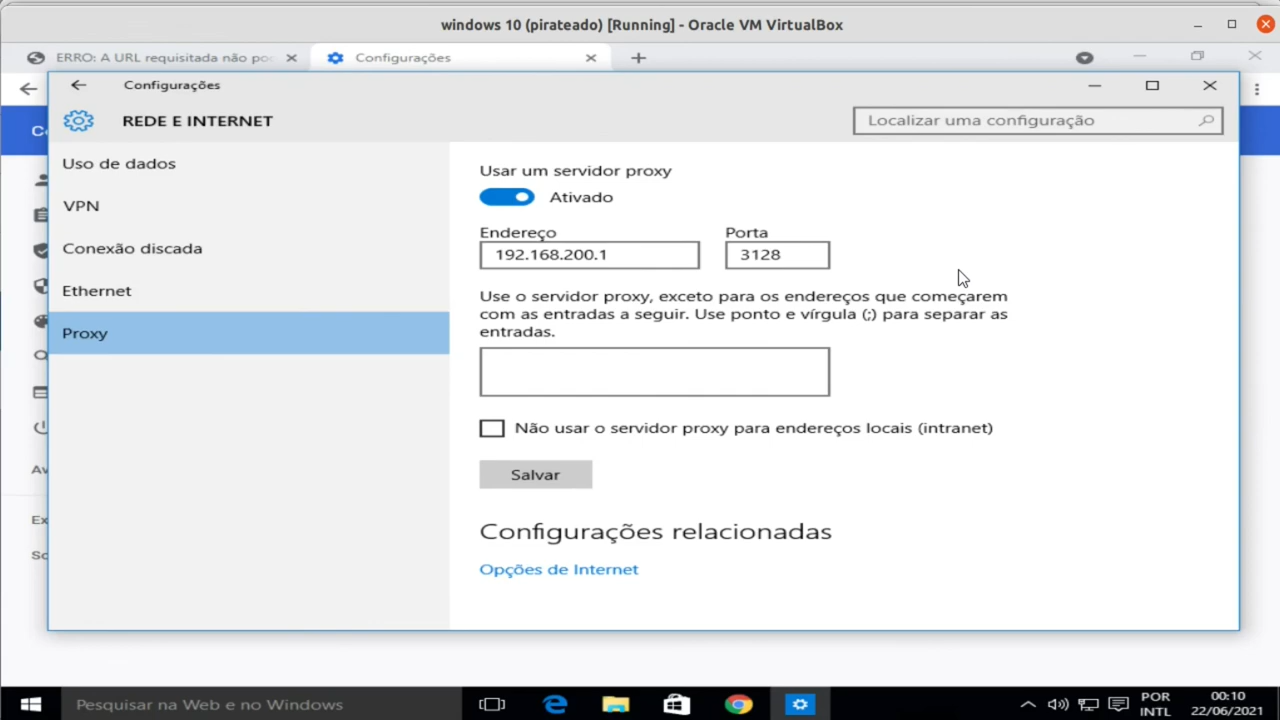 windows 10 (pirateado) [Running] - Oracle VM VirtualBox
ERRO: A URL requisitada não po
Configurações
Configurações
REDE E INTERNET
Localizar uma configuração
Uso de dados
VPN
Conexão discada
Ethernet
Proxy
Usar um servidor proxy
Ativado
Endereço
Porta
192.168.200.1
3128
Use o servidor proxy, exceto para os endereços que começarem
com as entradas a seguir. Use ponto e vírgula (;) para separar as
entradas.
Não usar o servidor proxy para endereços locais (intranet)
Salvar
Configurações relacionadas
Opções de Internet
Pesquisar na Web e no Windows
POR
INTL
00:10
22/06/2021